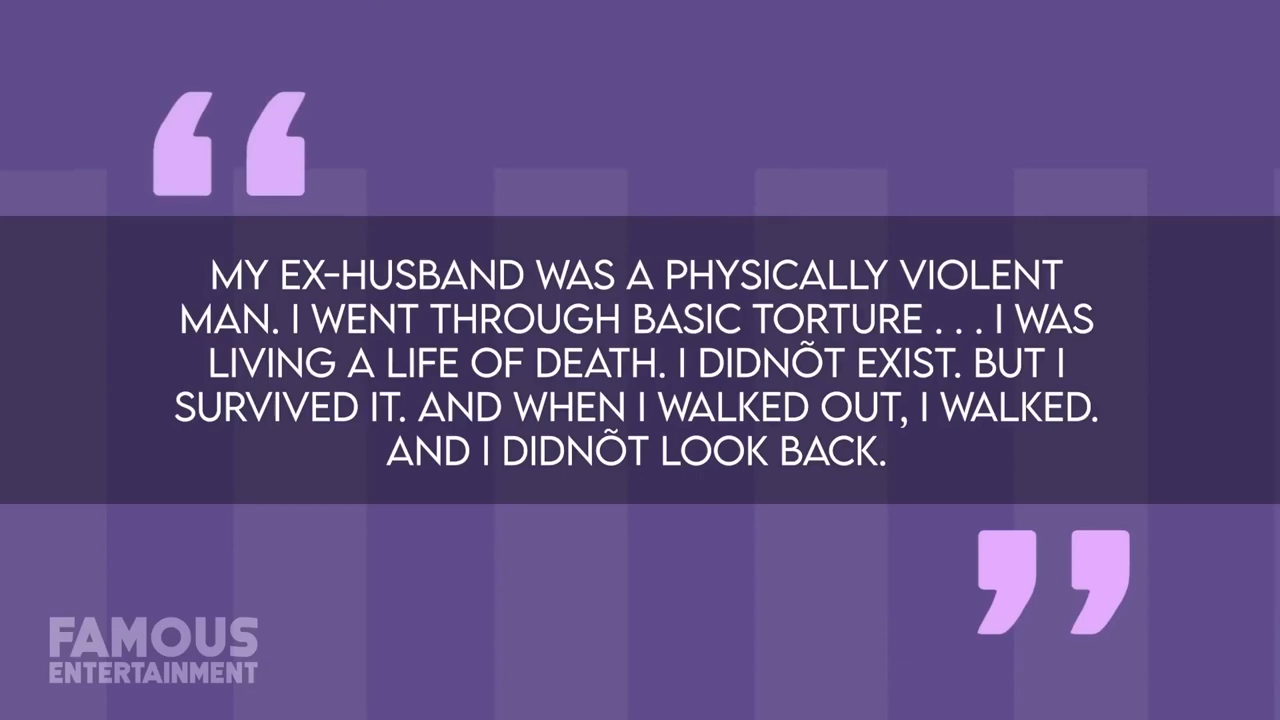 “
MY EX-HUSBAND WAS A PHYSICALLY VIOLENT
MAN. I WENT THROUGH BASIC TORTURE . . . I WAS
LIVING A LIFE OF DEATH. I DIDNÕT EXIST. BUT I
SURVIVED IT. AND WHEN I WALKED OUT, I WALKED.
AND I DIDNÕT LOOK BACK.
”
FAMOUS
ENTERTAINMENT